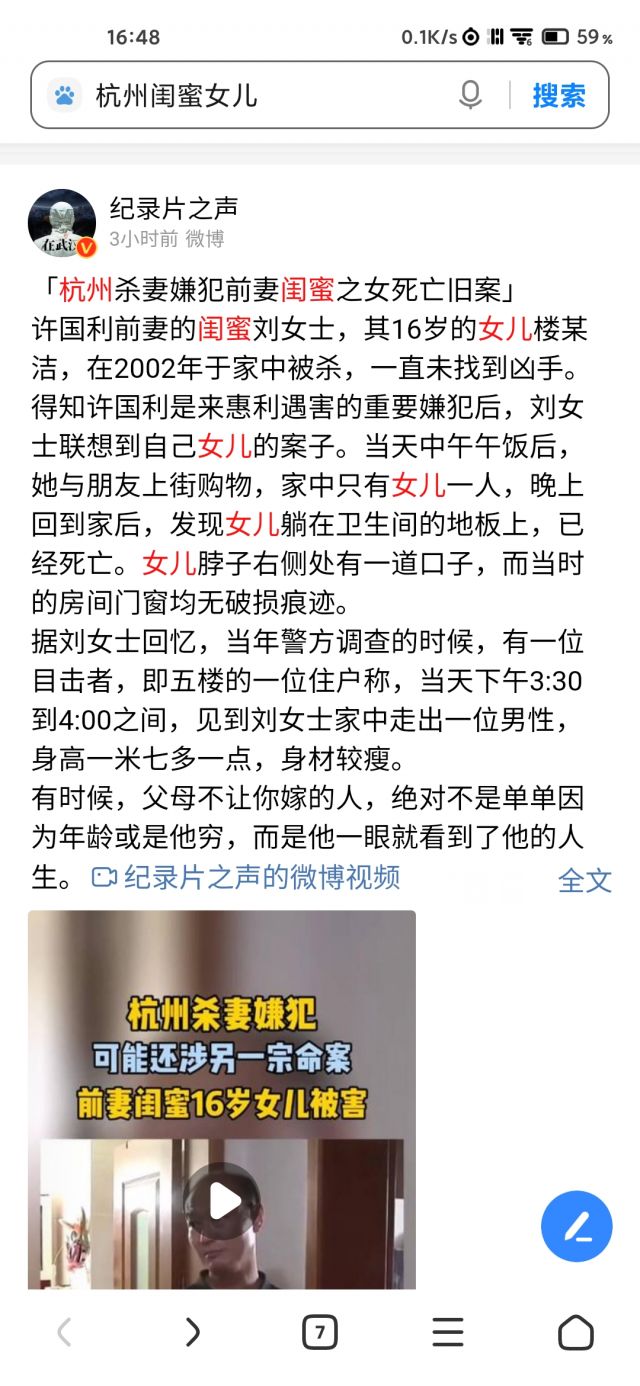 16:48
0.1K/s
6
59%
杭州闺蜜女儿
搜索
纪录片之声
3小时前 微博
「杭州杀妻嫌犯前妻闺蜜之女死亡旧案」
许国利前妻的闺蜜刘女士，其16岁的女儿楼某
洁，在2002年于家中被杀，一直未找到凶手。
得知许国利是来惠利遇害的重要嫌犯后，刘女
士联想到自己女儿的案子。当天中午午饭后，
她与朋友上街购物，家中只有女儿一人，晚上
回到家后，发现女儿躺在卫生间的地板上，已
经死亡。女儿脖子右侧处有一道口子，而当时
的房间门窗均无破损痕迹。
据刘女士回忆，当年警方调查的时候，有一位
目击者，即五楼的一位住户称，当天下午3:30
到4:00之间，见到刘女士家中走出一位男性，
身高一米七多一点，身材较瘦。
有时候，父母不让你嫁的人，绝对不是单单因
为年龄或是他穷，而是他一眼就看到了他的人
生。纪录片之声的微博视频 全文
杭州杀妻嫌犯
可能还涉另一宗命案
前妻闺蜜16岁女儿被害
7